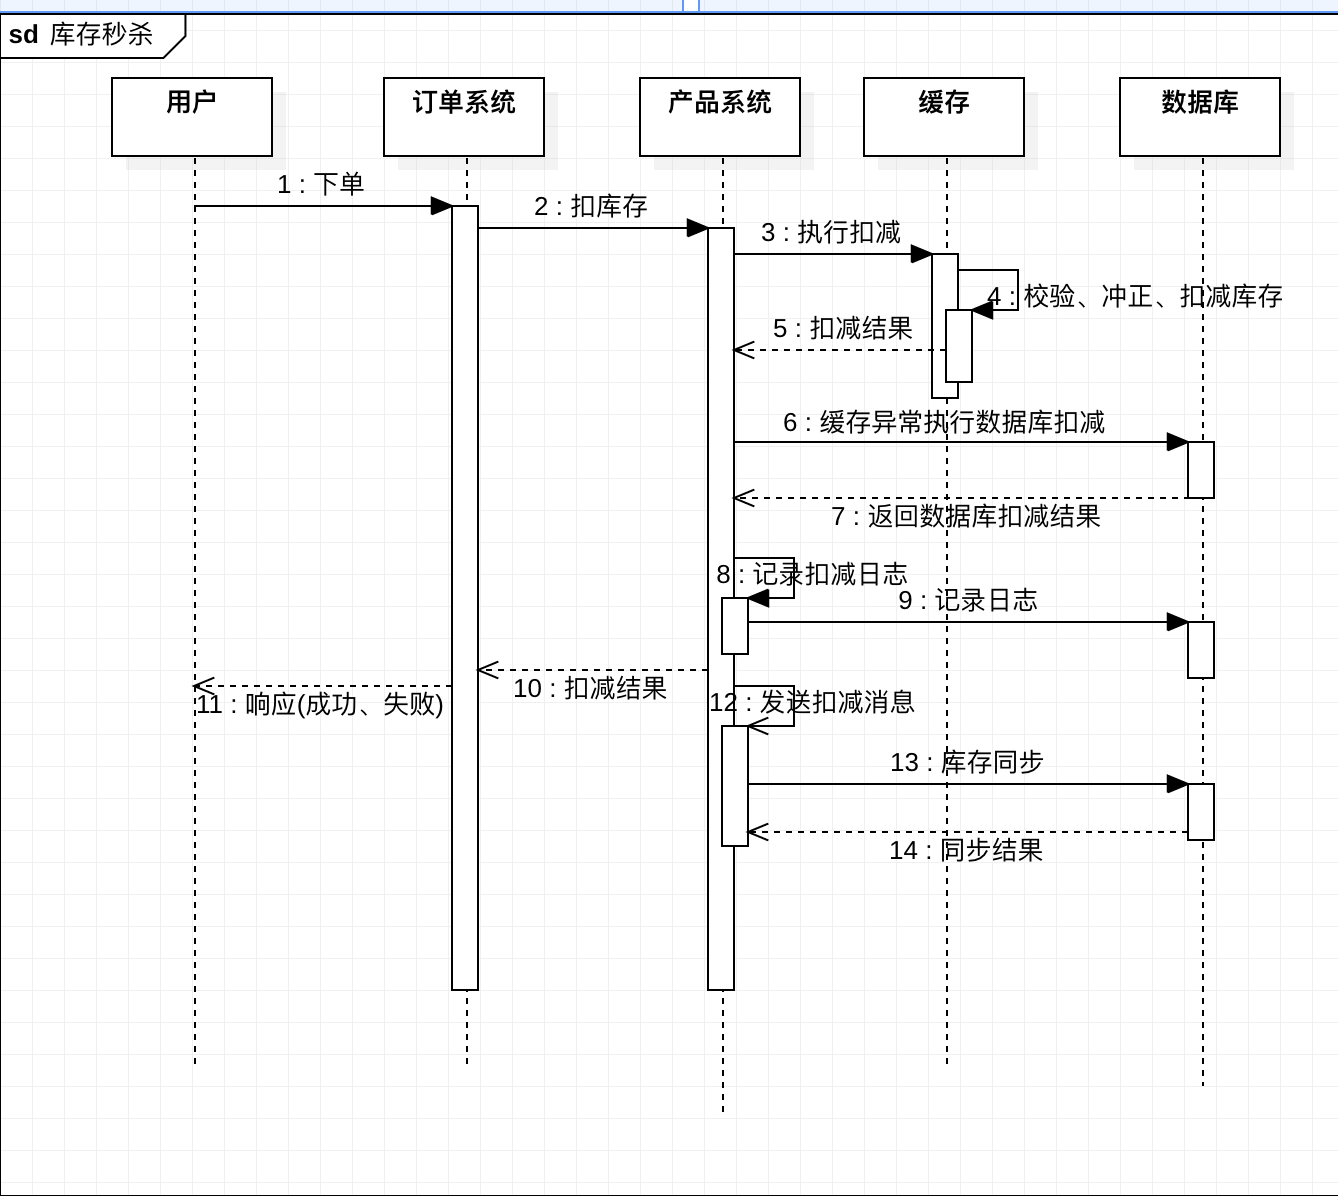 sd 库存秒杀
用户
订单系统
产品系统
缓存
数据库
1 : 下单
2 : 扣库存
3 : 执行扣减
4 : 校验、冲正、扣减库存
5 : 扣减结果
6 : 缓存异常执行数据库扣减
7 : 返回数据库扣减结果
8 : 记录扣减日志
9 : 记录日志
10 : 扣减结果
11 : 响应(成功、失败)
12 : 发送扣减消息
13 : 库存同步
14 : 同步结果